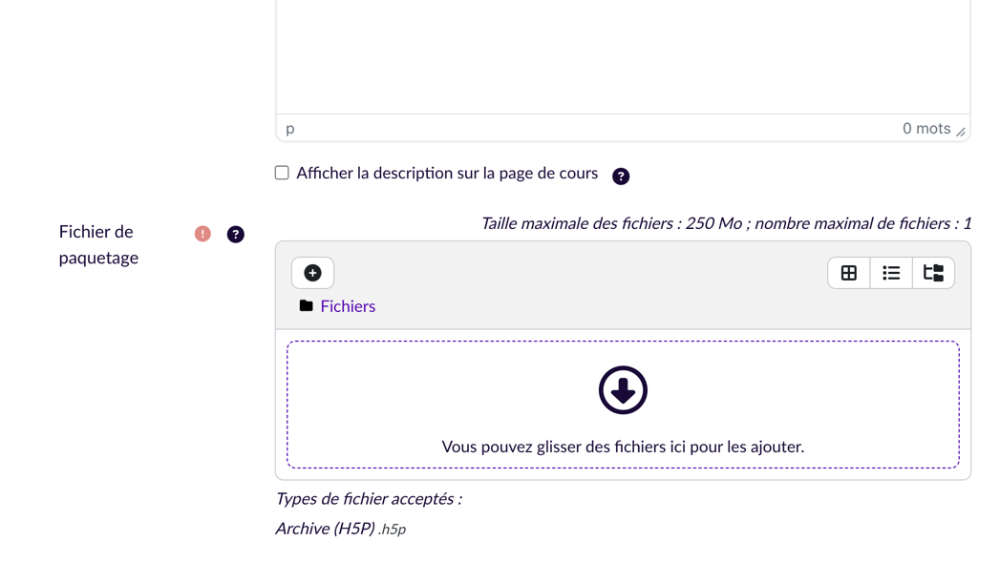 p
0 mots
Afficher la description sur la page de cours
?
Taille maximale des fichiers : 250 Mo ; nombre maximal de fichiers : 1
Fichier de
paquetage
!
?
Fichiers
Vous pouvez glisser des fichiers ici pour les ajouter.
Types de fichier acceptés :
Archive (H5P) .h5p